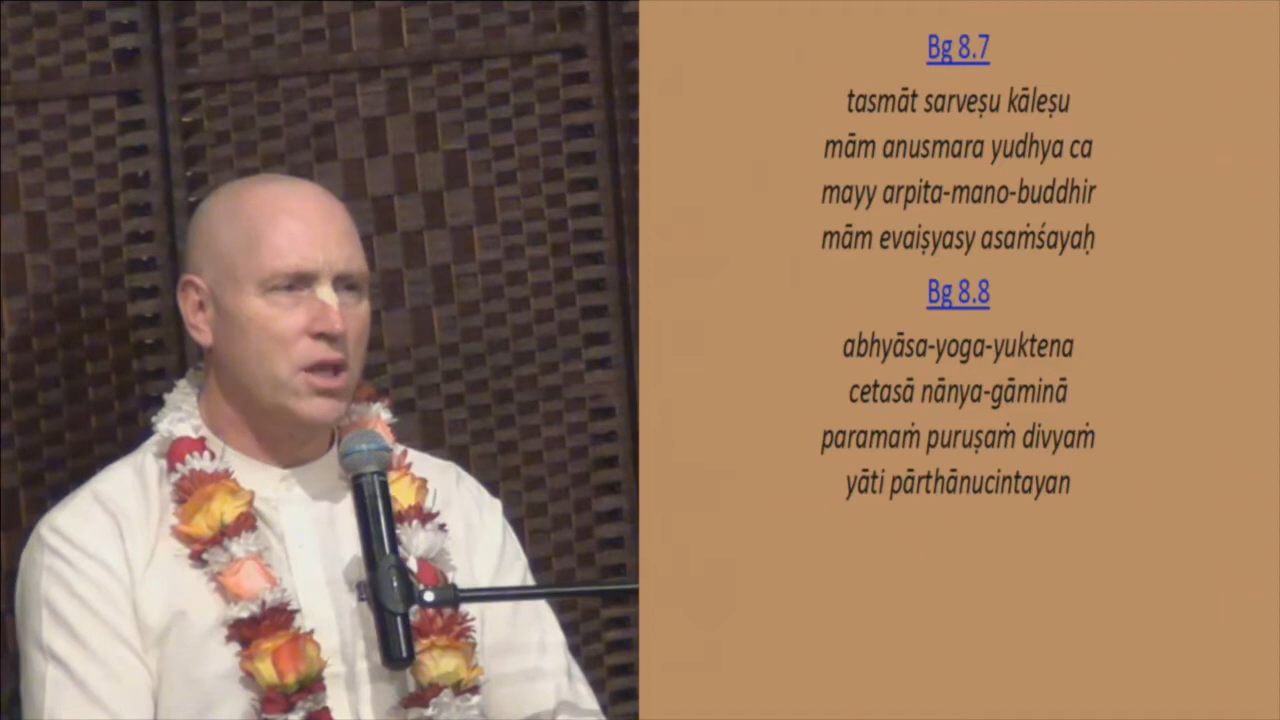 Bg 8.7
tasmāt sarveṣu kāleṣu
mām anusmara yudhya ca
mayy arpita-mano-buddhir
mām evaiṣyasy asaṁśayaḥ
Bg 8.8
abhyāsa-yoga-yuktena
cetasā nānya-gāminā
paramaṁ puruṣaṁ divyaṁ
yāti pārthānucintayan